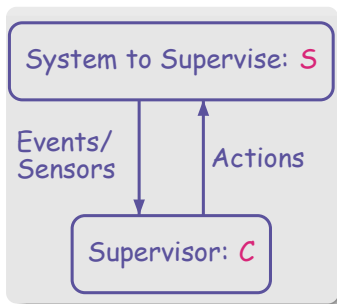 System to Supervise: S
Events/
Sensors
Actions
Supervisor: C